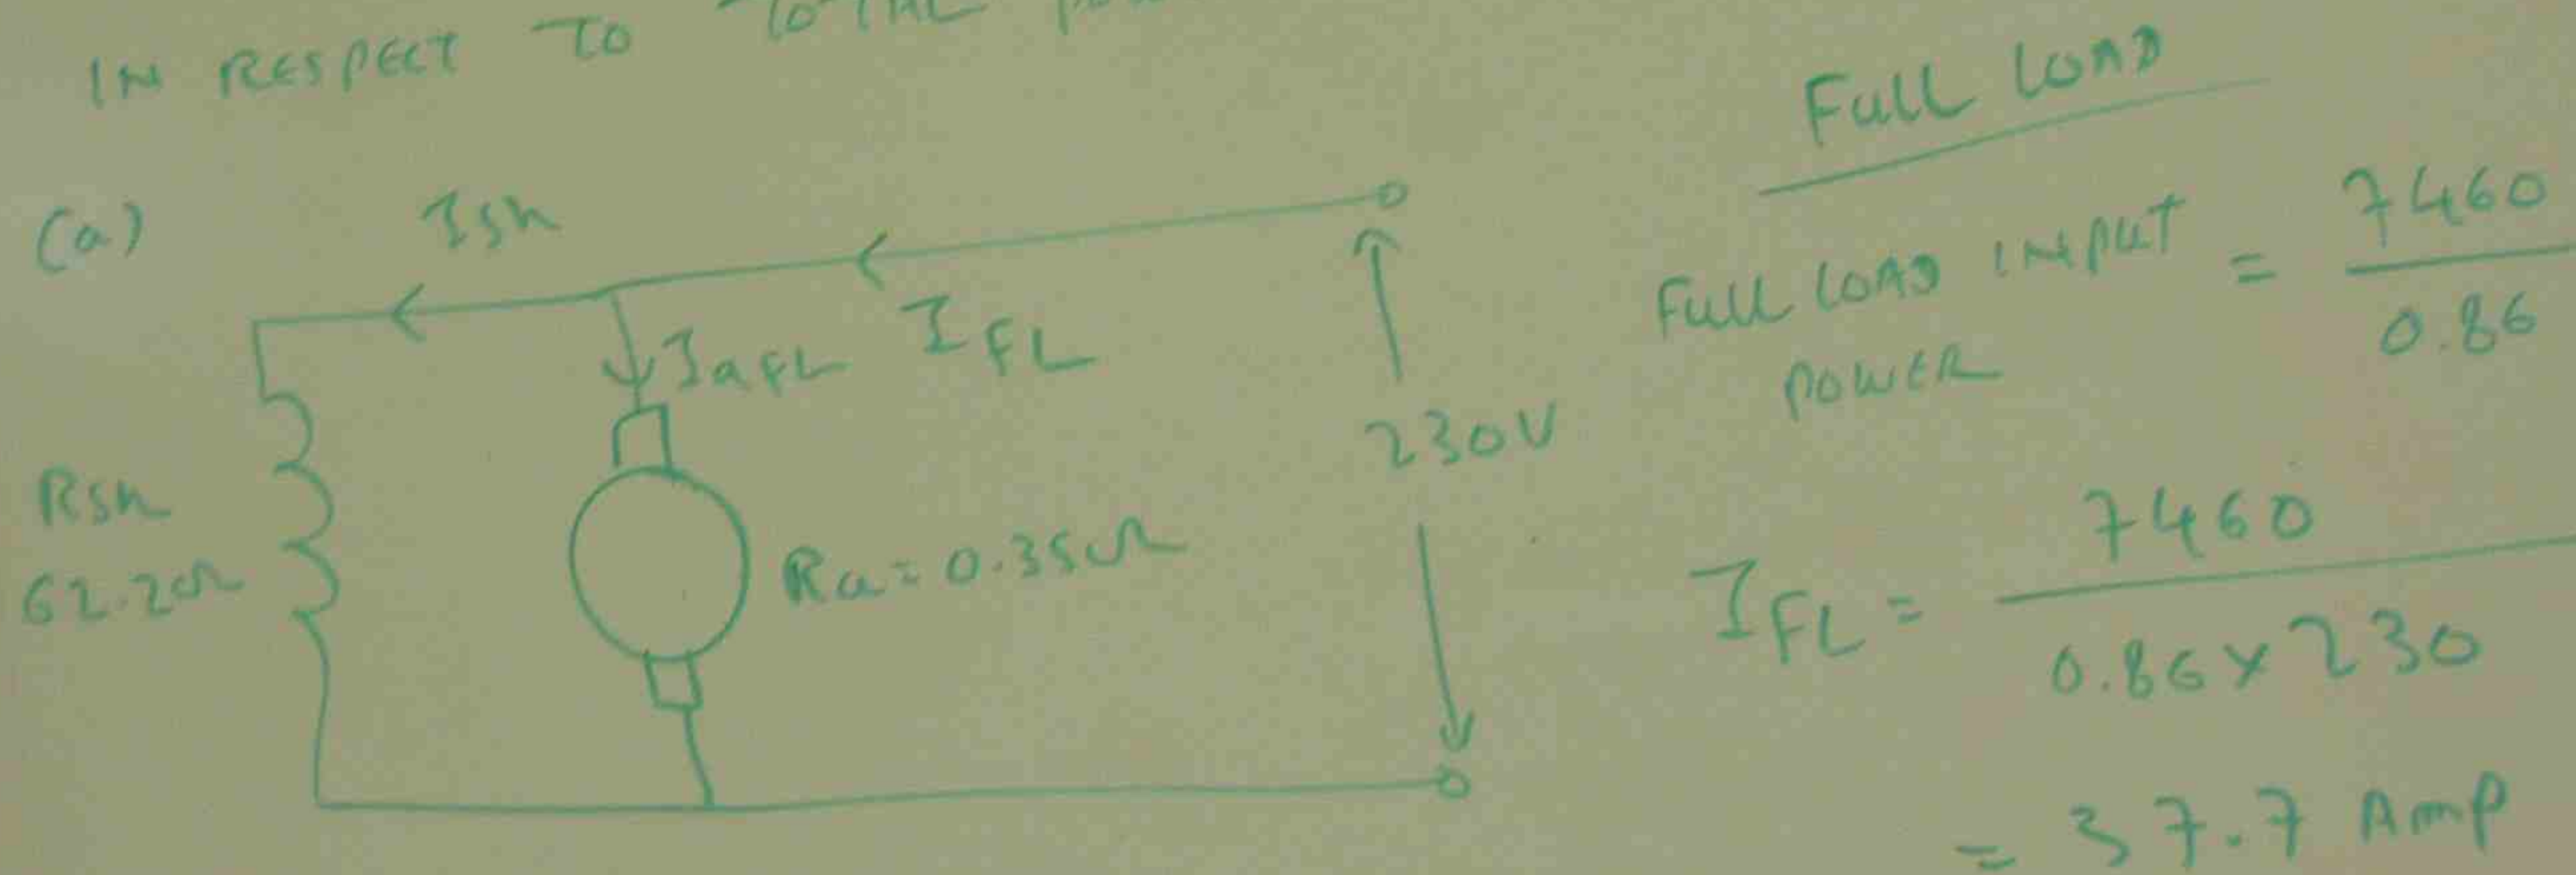 IN RESPECT TO TOTAL
(a)
Ish
IaFL
IFL
Rsh
62.2Ω
Ra = 0.35Ω
230V
Full LOAD
Full LOAD INPUT POWER = 7460 / 0.86
IFL = 7460 / 0.86 x 230
= 37.7 Amp